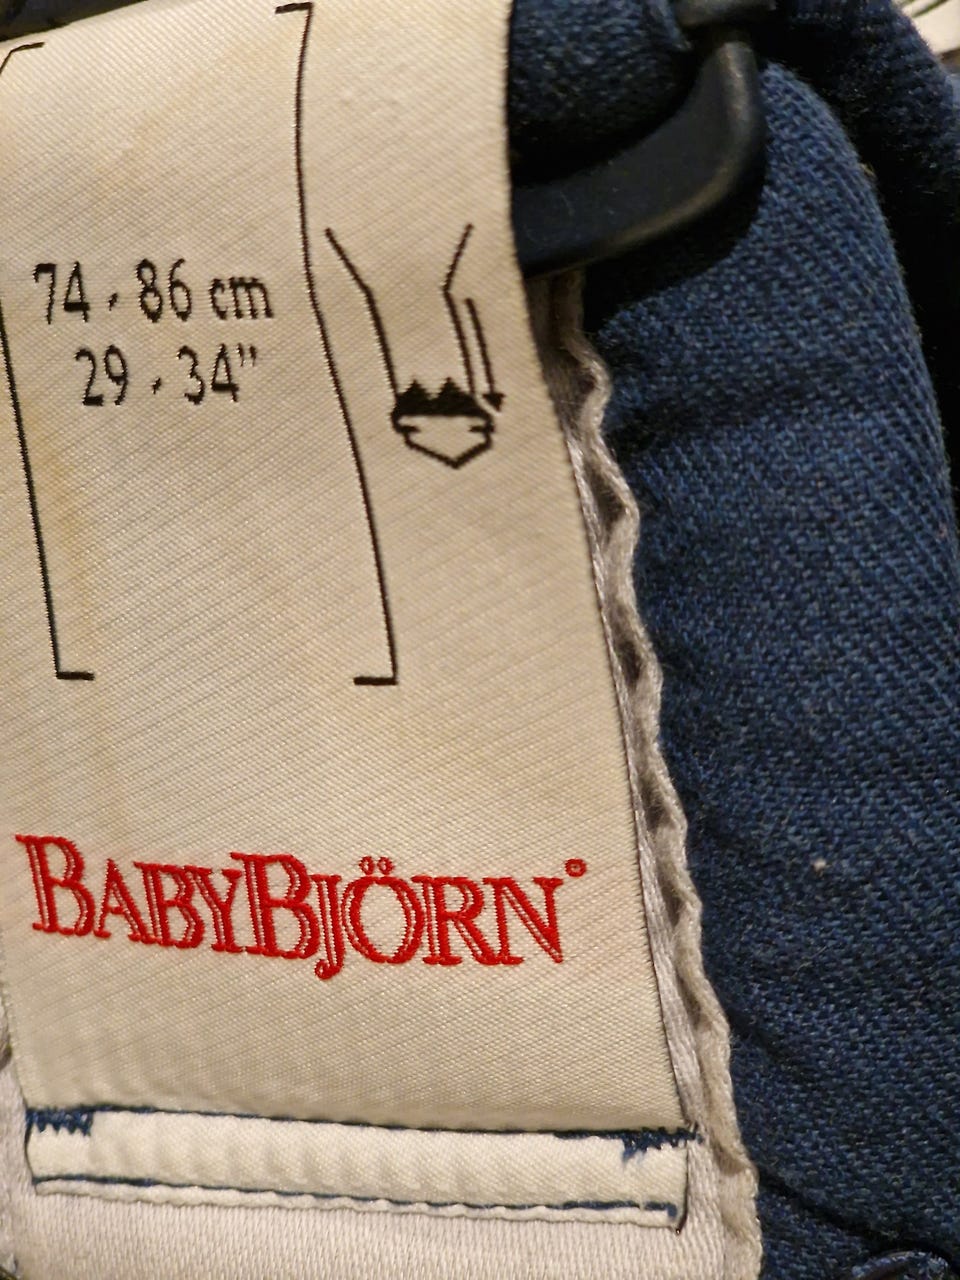 74 - 86 cm
29 - 34"
BABYBJÖRN®